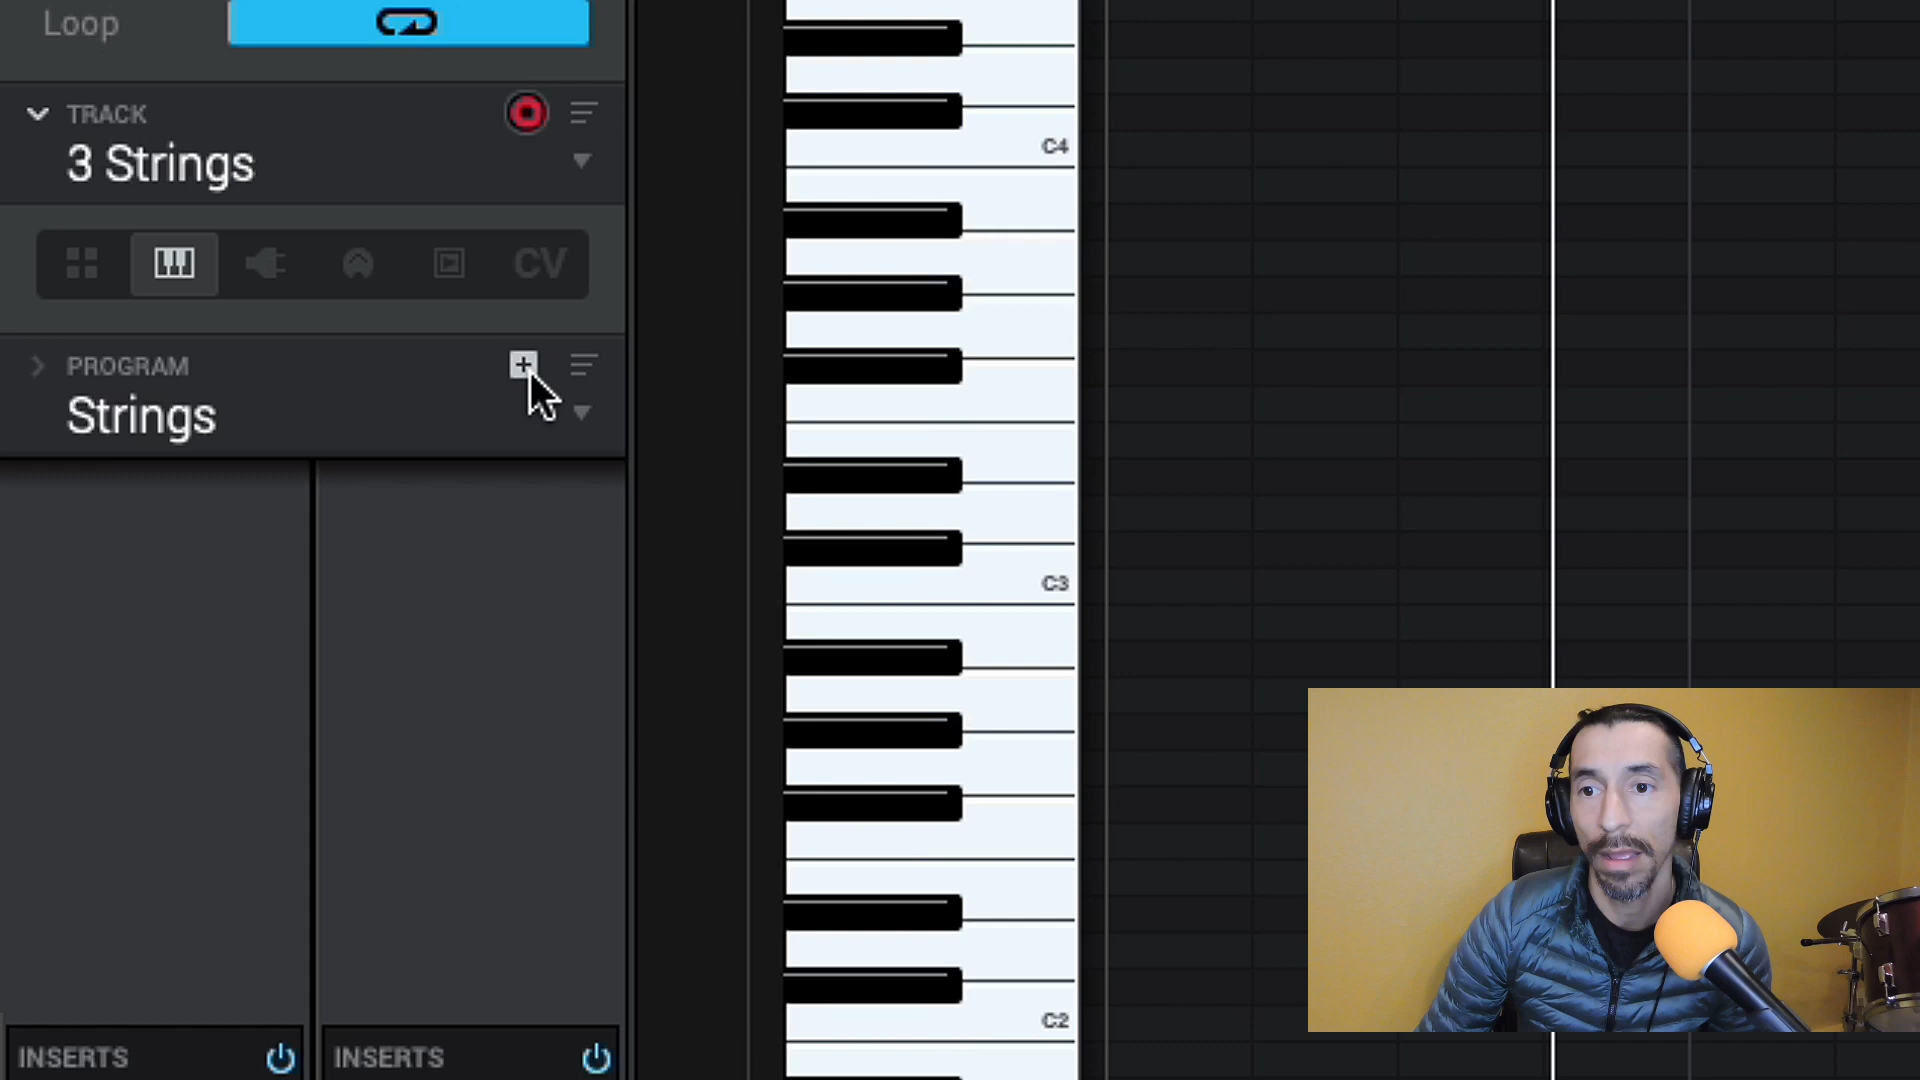 Loop
TRACK
3 Strings
CV
PROGRAM
Strings
INSERTS
INSERTS
C4
C3
C2